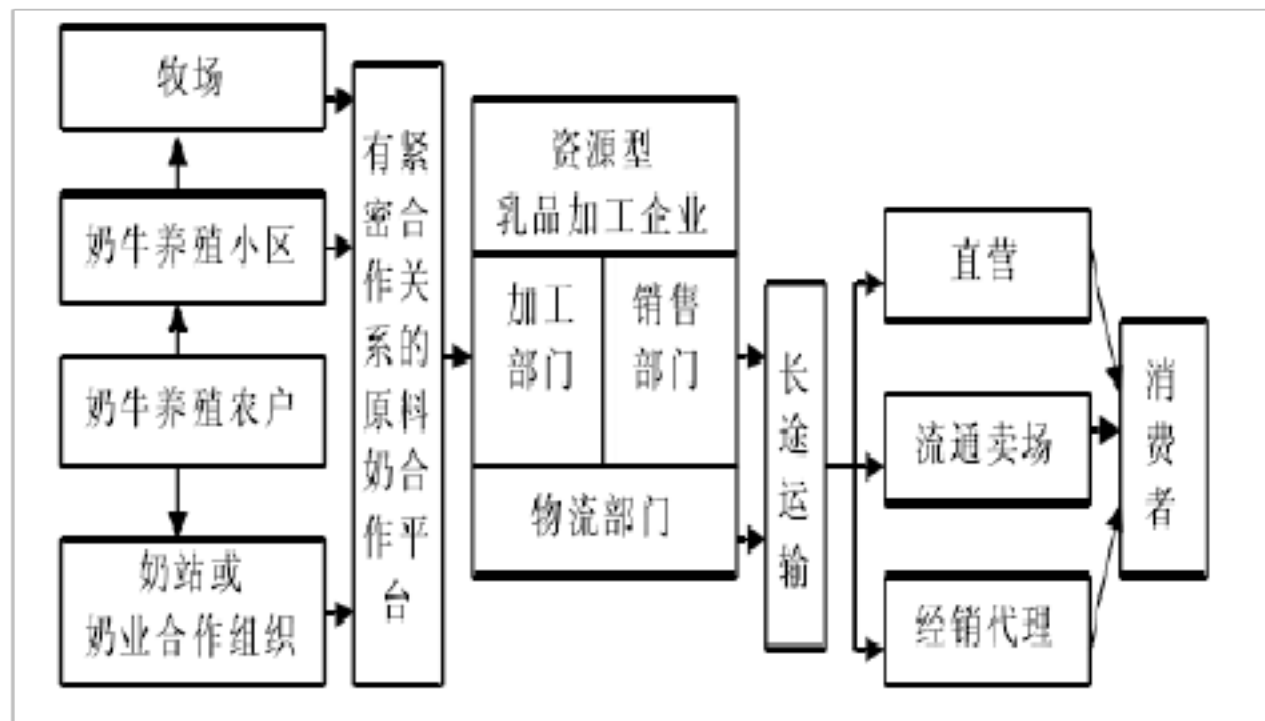 牧场
奶牛养殖小区
奶牛养殖农户
奶站或
奶业合作组织
有紧
密合
作关
系的
原料
奶合
作平
台
资源型
乳品加工企业
加工
部门
销售
部门
物流部门
长
途
运
输
直营
流通卖场
经销代理
消
费
者